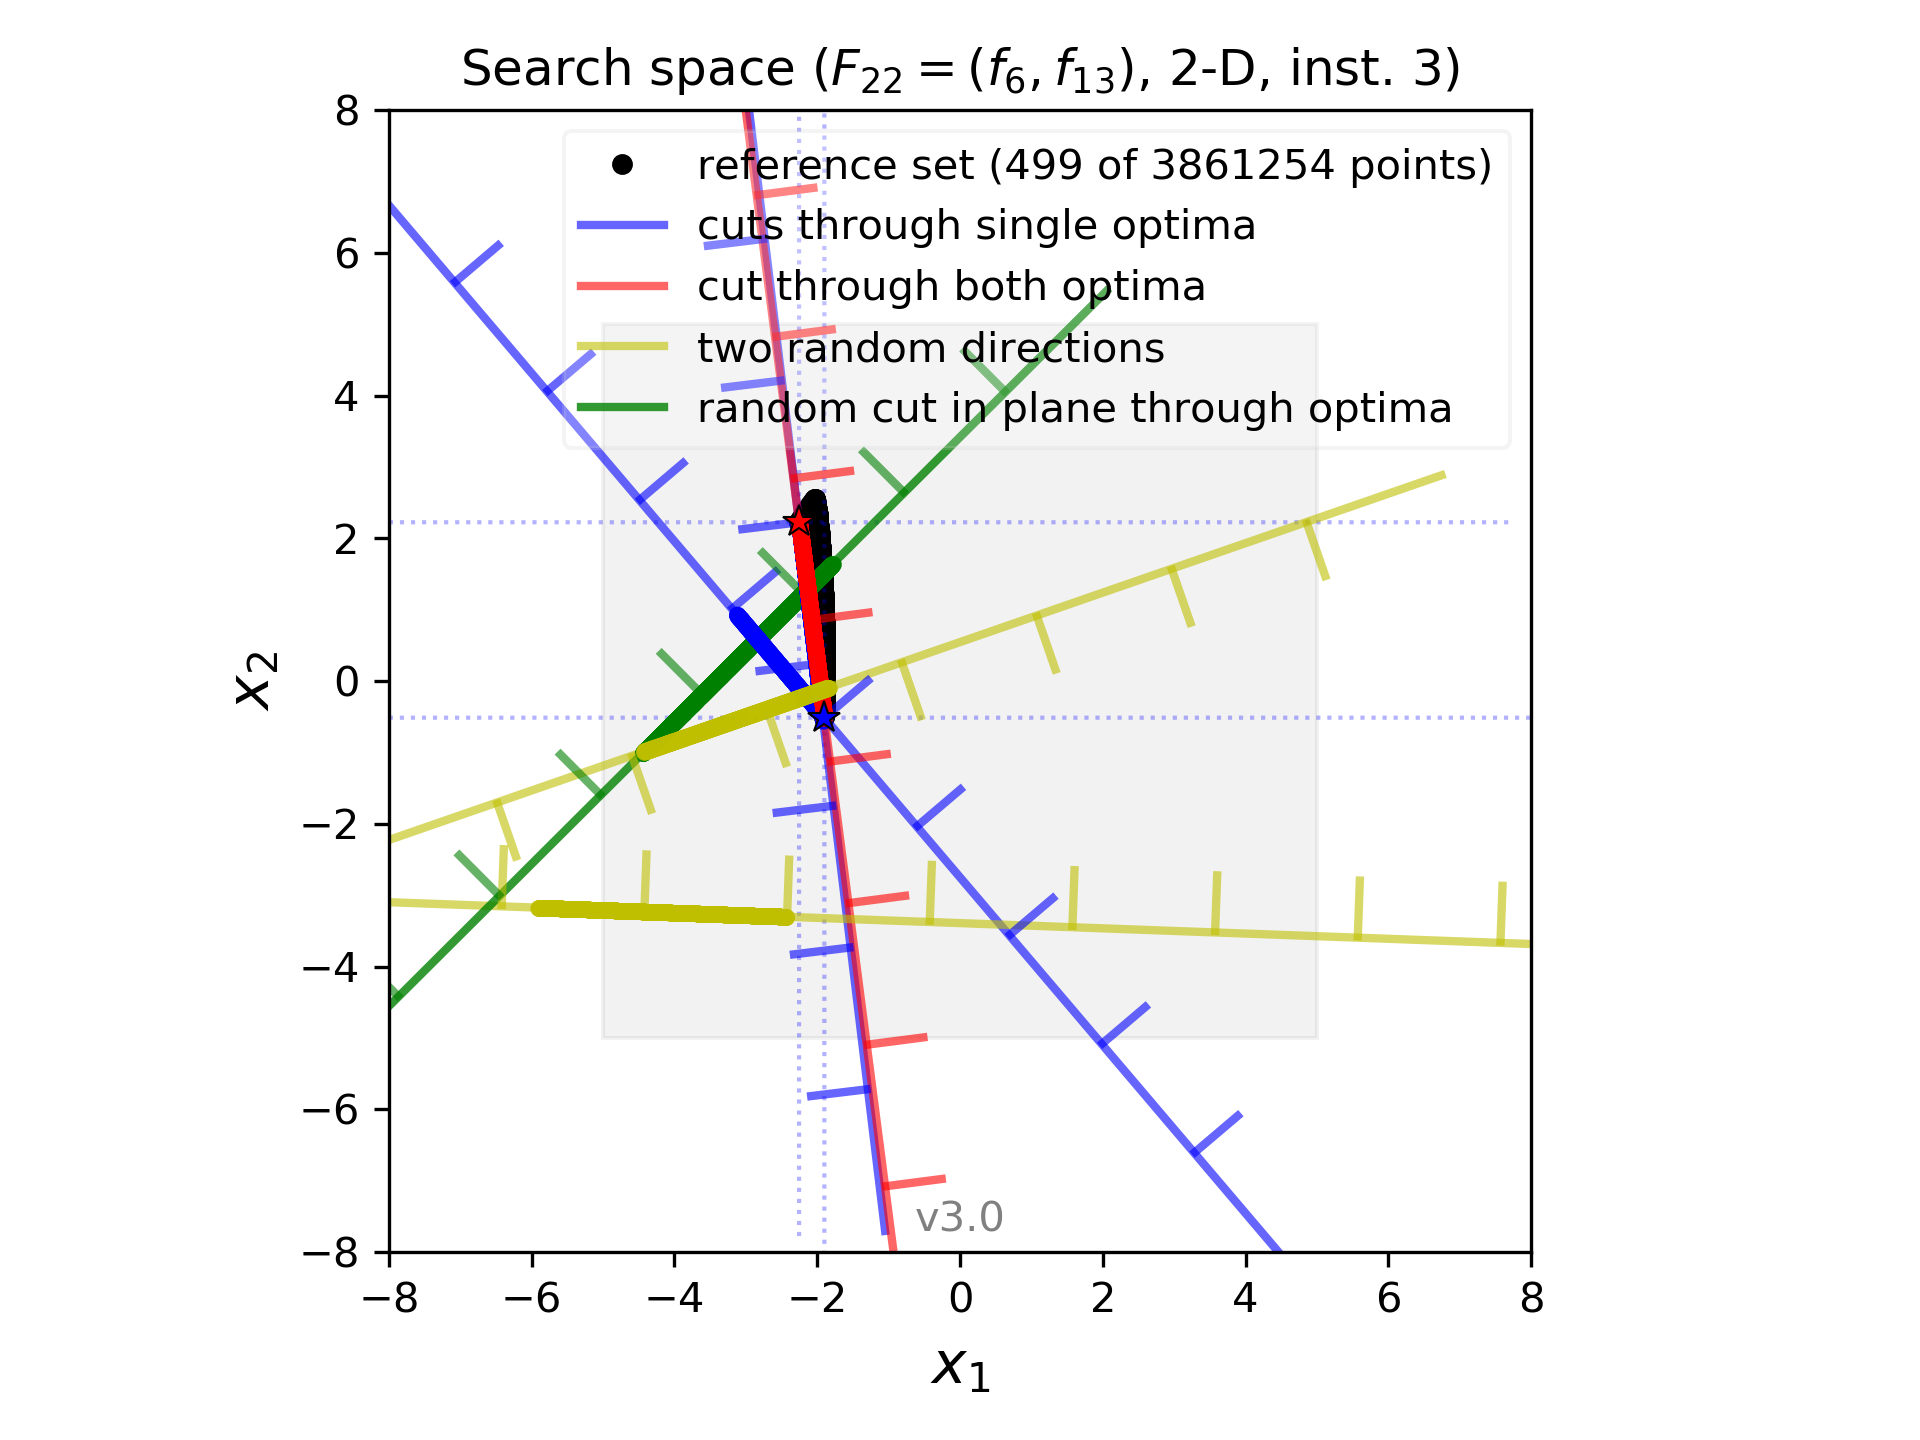 Search space (F22 = (f6, f13), 2-D, inst. 3)
reference set (499 of 3861254 points)
cuts through single optima
cut through both optima
two random directions
random cut in plane through optima
8
6
4
2
0
−2
−4
−6
−8
x2
v3.0
−8 −6 −4 −2 0 2 4 6 8
x1